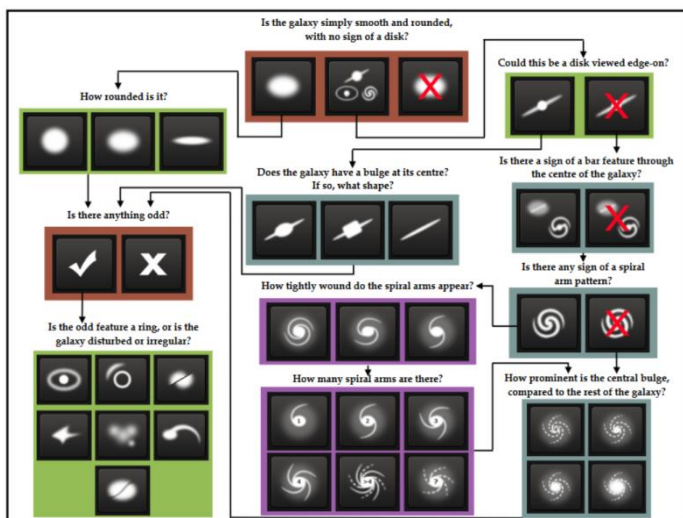 Is the galaxy simply smooth and rounded,
with no sign of a disk?
Could this be a disk viewed edge-on?
How rounded is it?
Does the galaxy have a bulge at its centre?
If so, what shape?
Is there a sign of a bar feature through
the centre of the galaxy?
Is there anything odd?
Is there any sign of a spiral
arm pattern?
How tightly wound do the spiral arms appear?
Is the odd feature a ring, or is the
galaxy disturbed or irregular?
How many spiral arms are there?
How prominent is the central bulge,
compared to the rest of the galaxy?
1
2
3
4
?